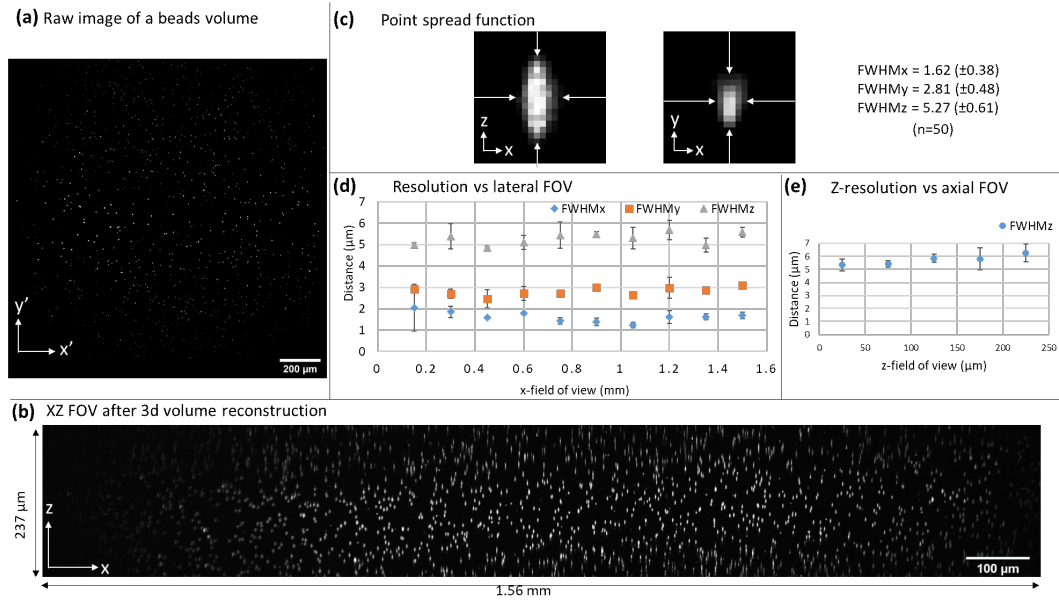 (a) Raw image of a beads volume
y’
x’
200 µm
(c) Point spread function
z
x
y
x
FWHMx = 1.62 (±0.38)
FWHMy = 2.81 (±0.48)
FWHMz = 5.27 (±0.61)
(n=50)
(d) Resolution vs lateral FOV
FWHMx FWHMy FWHMz
Distance (µm)
7
6
5
4
3
2
1
0
0 0.2 0.4 0.6 0.8 1 1.2 1.4 1.6
x-field of view (mm)
(e) Z-resolution vs axial FOV
FWHMz
Distance (µm)
7
6
5
4
3
2
1
0
0 50 100 150 200 250
z-field of view (µm)
(b) XZ FOV after 3d volume reconstruction
237 µm
z
x
100 µm
1.56 mm